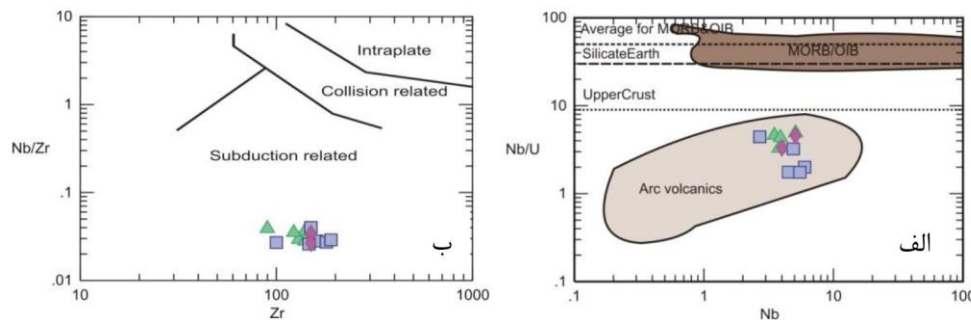 10
1
.1
.01
Nb/Zr
Intraplate
Collision related
Subduction related
ب
10
100
1000
Zr
100
10
1
.1
Nb/U
Average for MORB&OIB
MORB/OIB
SilicateEarth
UpperCrust
Arc volcanics
الف
.1
1
10
100
Nb